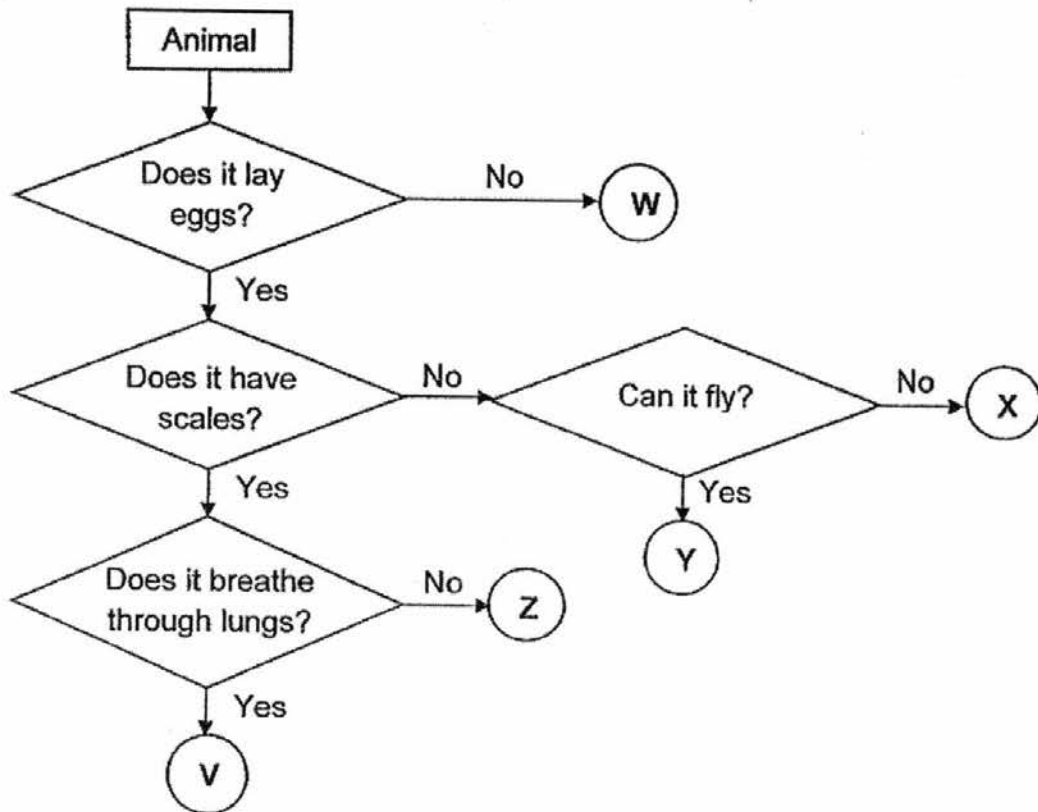 Animal
Does it lay
eggs?
No
W
Yes
Does it have
scales?
No
Can it fly?
No
X
Yes
Yes
Y
Does it breathe
through lungs?
No
Z
Yes
V